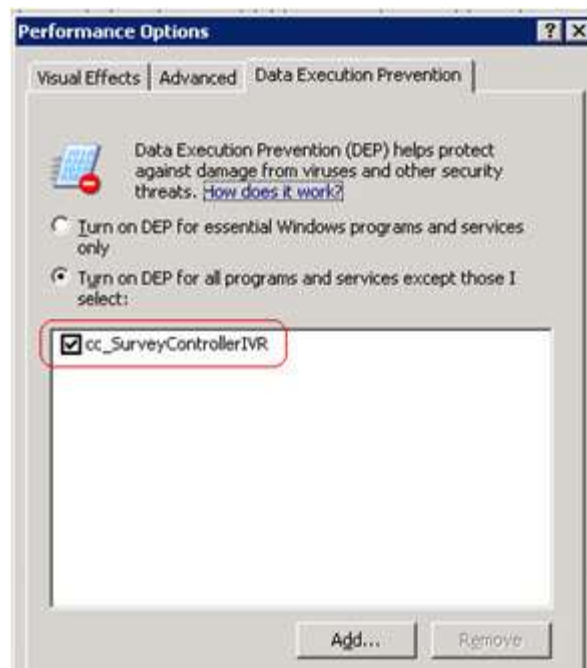 Performance Options
Visual Effects
Advanced
Data Execution Prevention
Data Execution Prevention (DEP) helps protect
against damage from viruses and other security
threats. How does it work?
Turn on DEP for essential Windows programs and services
only
Turn on DEP for all programs and services except those I
select:
cc_SurveyControllerIVR
Add...
Remove